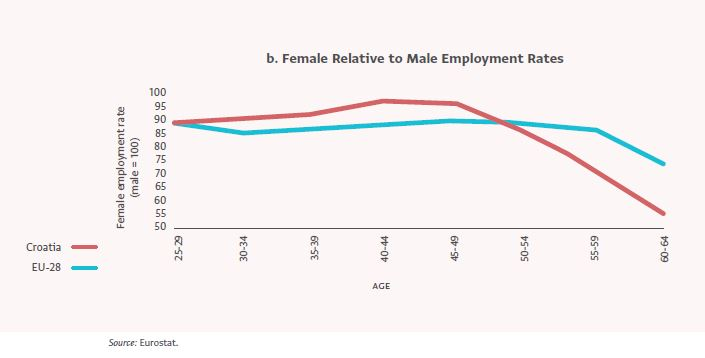 b. Female Relative to Male Employment Rates
Female employment rate
(male = 100)
100
95
90
85
80
75
70
65
60
55
50
25-29
30-34
35-39
40-44
45-49
50-54
55-59
60-64
AGE
Croatia
EU-28
Source: Eurostat.